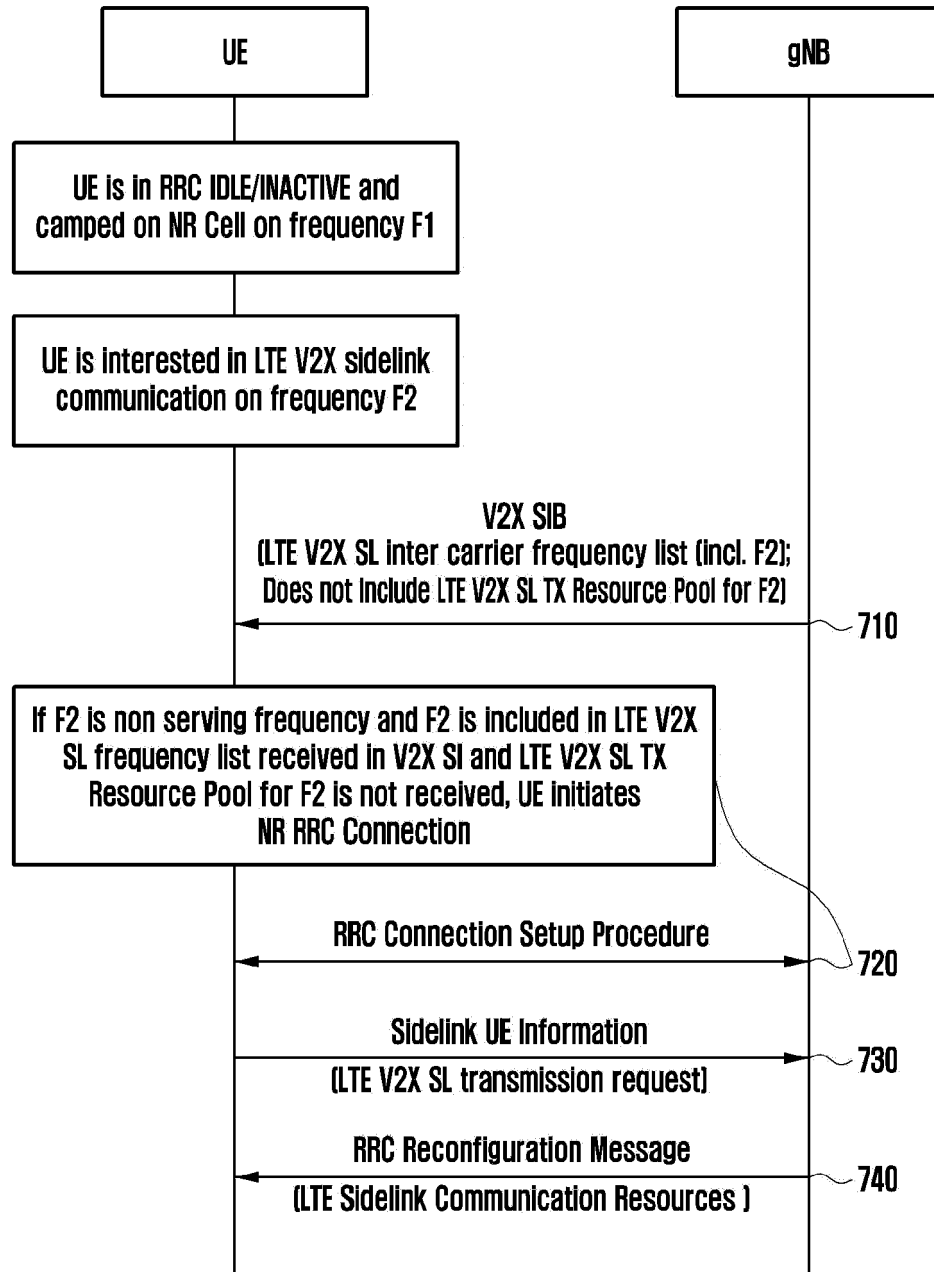 UE
gNB
UE is in RRC IDLE/INACTIVE and
camped on NR Cell on frequency F1
UE is interested in LTE V2X sidelink
communication on frequency F2
V2X SIB
(LTE V2X SL inter carrier frequency list (incl. F2);
Does not Include LTE V2X SL TX Resource Pool for F2)
710
If F2 is non serving frequency and F2 is included in LTE V2X
SL frequency list received in V2X SI and LTE V2X SL TX
Resource Pool for F2 is not received, UE initiates
NR RRC Connection
RRC Connection Setup Procedure
720
Sidelink UE Information
730
(LTE V2X SL transmission request)
RRC Reconfiguration Message
740
(LTE Sidelink Communication Resources )